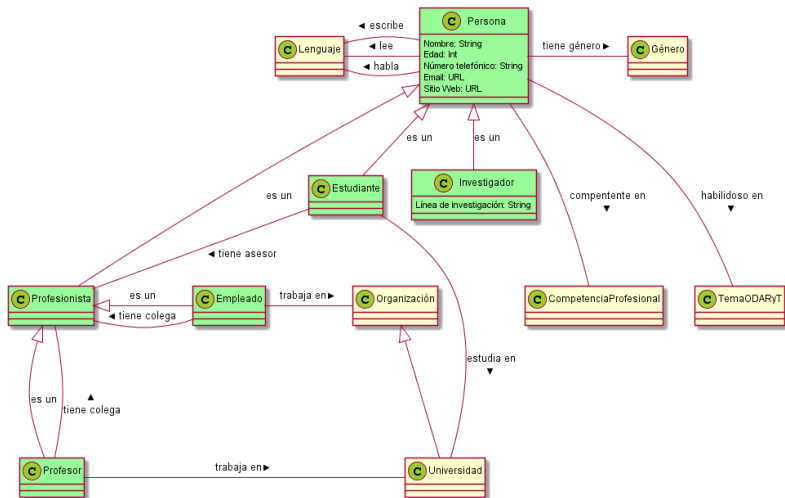 C Persona
Nombre: String
Edad: Int
Número telefónico: String
Email: URL
Sitio Web: URL
◄ escribe
◄ lee
◄ habla
C Lenguaje
tiene género►
C Género
es un
es un
es un
C Estudiante
C Investigador
Línea de investigación: String
compentente en
▼
habilidoso en
▼
◄ tiene asesor
C Profesionista
es un
◄ tiene colega
C Empleado
trabaja en►
C Organización
C CompetenciaProfesional
C TemaODARyT
estudia en
▼
es un
▲
tiene colega
C Profesor
trabaja en►
C Universidad